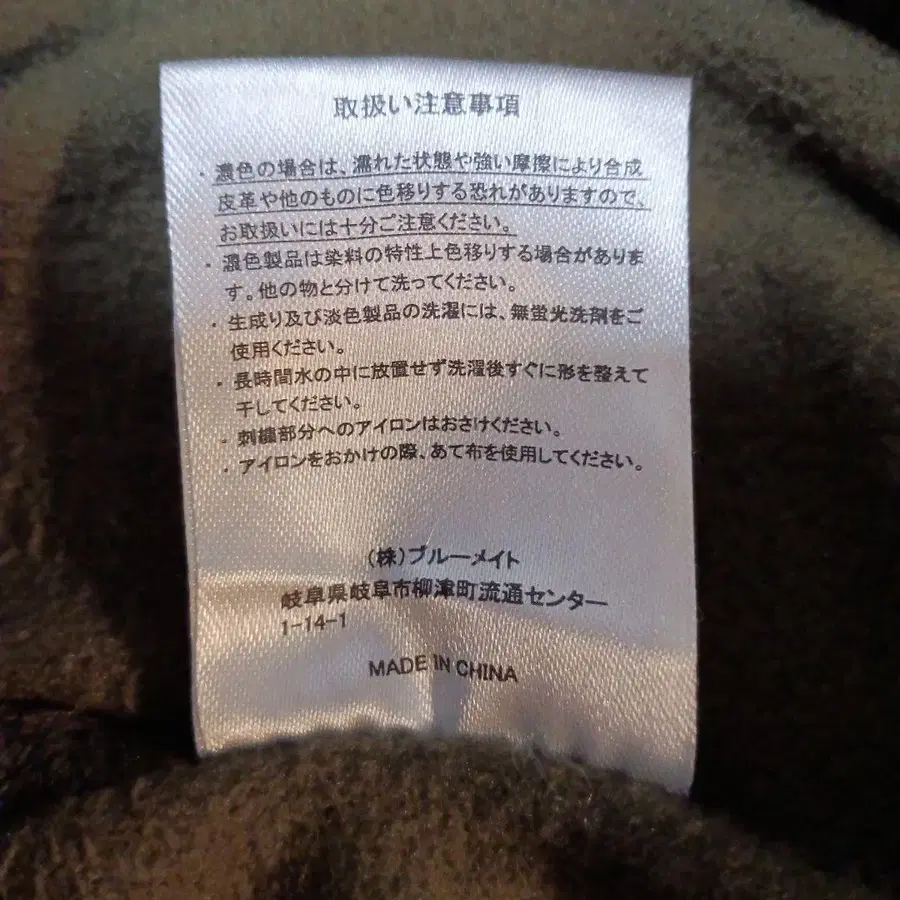 取扱い注意事項
・濃色の場合は、濡れた状態や強い摩擦により合成
皮革や他のものに色移りする恐れがありますので、
お取扱いには十分ご注意ください。
・濃色製品は染料の特性上色移りする場合がありま
す。他の物と分けて洗ってください。
・生成り及び淡色製品の洗濯には、無蛍光洗剤をご
使用ください。
・長時間水の中に放置せず洗濯後すぐに形を整えて
干してください。
・刺繍部分へのアイロンはおさけください。
・アイロンをおかけの際、あて布を使用してください。
(株)ブルーメイト
岐阜県岐阜市柳津町流通センター
1-14-1
MADE IN CHINA